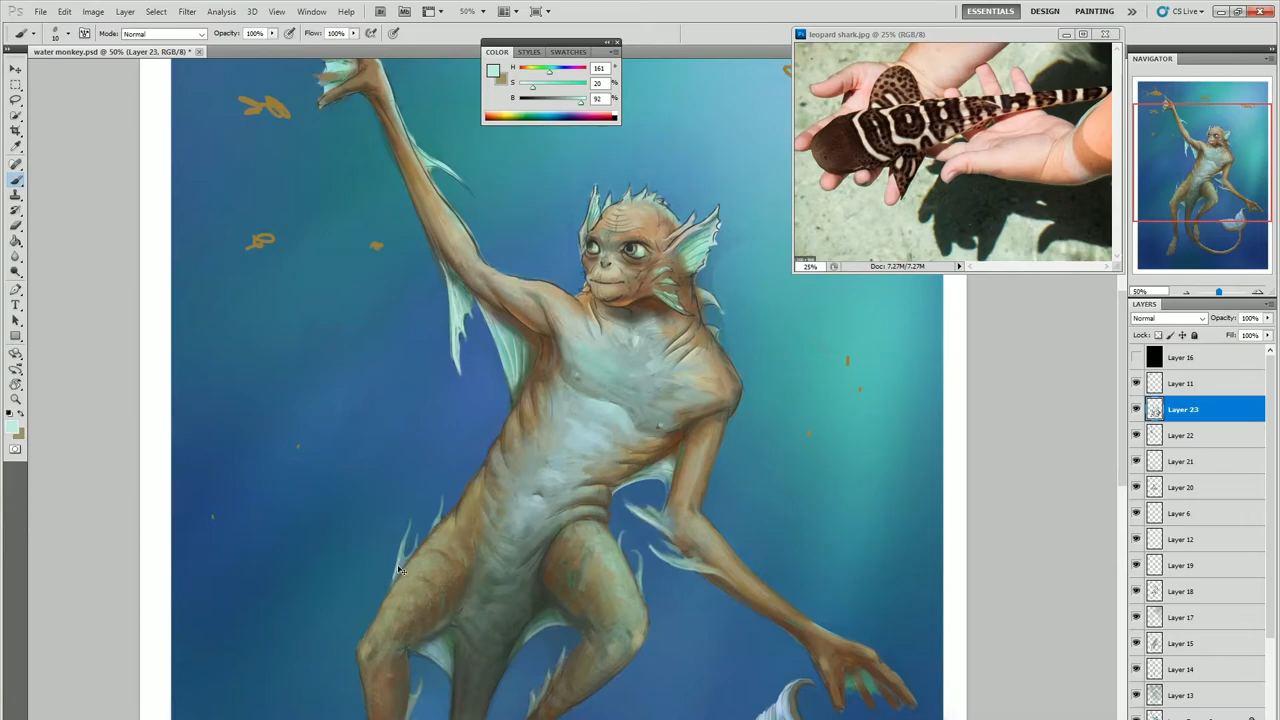 Ps File Edit Image Layer Select Filter Analysis 3D View Window Help Br Mb 50% ESSENTIALS DESIGN PAINTING CS Live
10 Mode: Normal Opacity: 100% Flow: 100%
water monkey.psd @ 50% (Layer 23, RGB/8) *
COLOR STYLES SWATCHES
H 161 °
S 20 %
B 92 %
leopard shark.jpg @ 25% (RGB/8)
25% Doc: 7.27M/7.27M
NAVIGATOR
50%
LAYERS
Normal Opacity: 100%
Lock: Fill: 100%
Layer 16
Layer 11
Layer 23
Layer 22
Layer 21
Layer 20
Layer 6
Layer 12
Layer 19
Layer 18
Layer 17
Layer 15
Layer 14
Layer 13